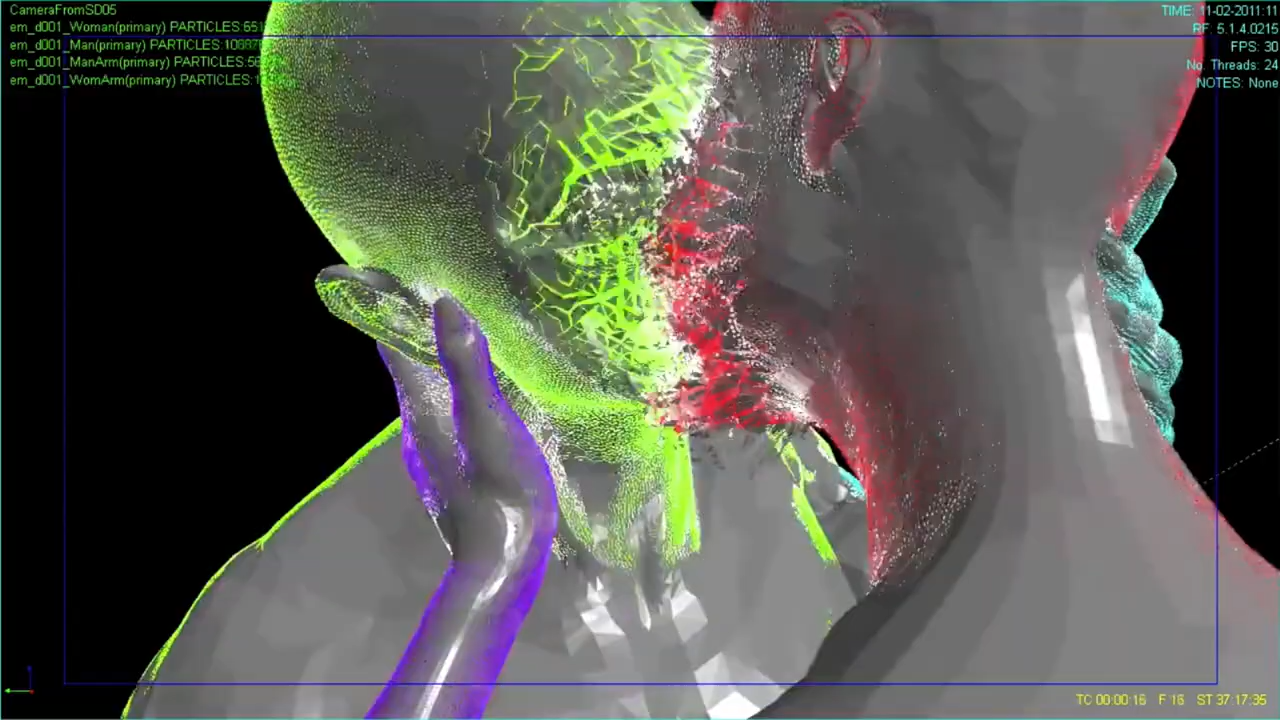 CameraFromSD05
em_d001_Woman(primary) PARTICLES:
em_d001_Man(primary) PARTICLES:
em_d001_ManArm(primary) PARTICLES:
em_d001_WomArm(primary) PARTICLES:
TIME: 11-02-2011:11
RF: 5.1.4.0215
FPS: 30
No. Threads: 24
NOTES: None
TC 00:00:16 F 16 ST 37:17:35